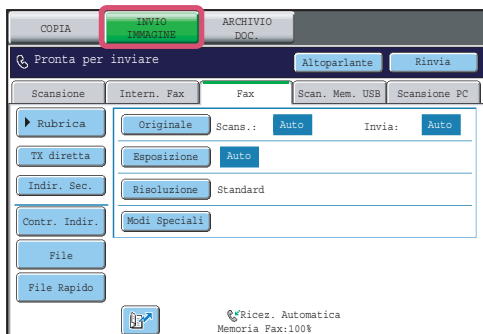 COPIA
INVIO
IMMAGINE
ARCHIVIO
DOC.
Pronta per inviare
Altoparlante
Rinvia
Scansione
Intern. Fax
Fax
Scan. Mem. USB
Scansione PC
Rubrica
Originale
Scans.:
Auto
Invia:
Auto
TX diretta
Esposizione
Auto
Indir. Sec.
Risoluzione
Standard
Contr. Indir.
Modi Speciali
File
File Rapido
Ricez. Automatica
Memoria Fax:100%